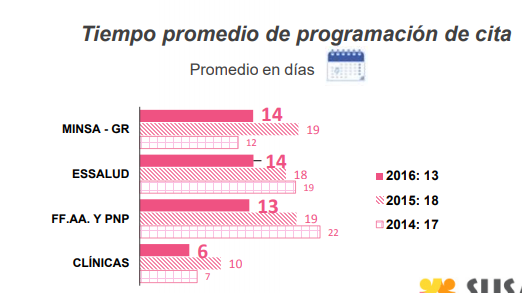 Tiempo promedio de programación de cita
Promedio en días
MINSA - GR
14
19
12
ESSALUD
14
18
19
FF.AA. Y PNP
13
19
22
CLÍNICAS
6
10
7
2016: 13
2015: 18
2014: 17